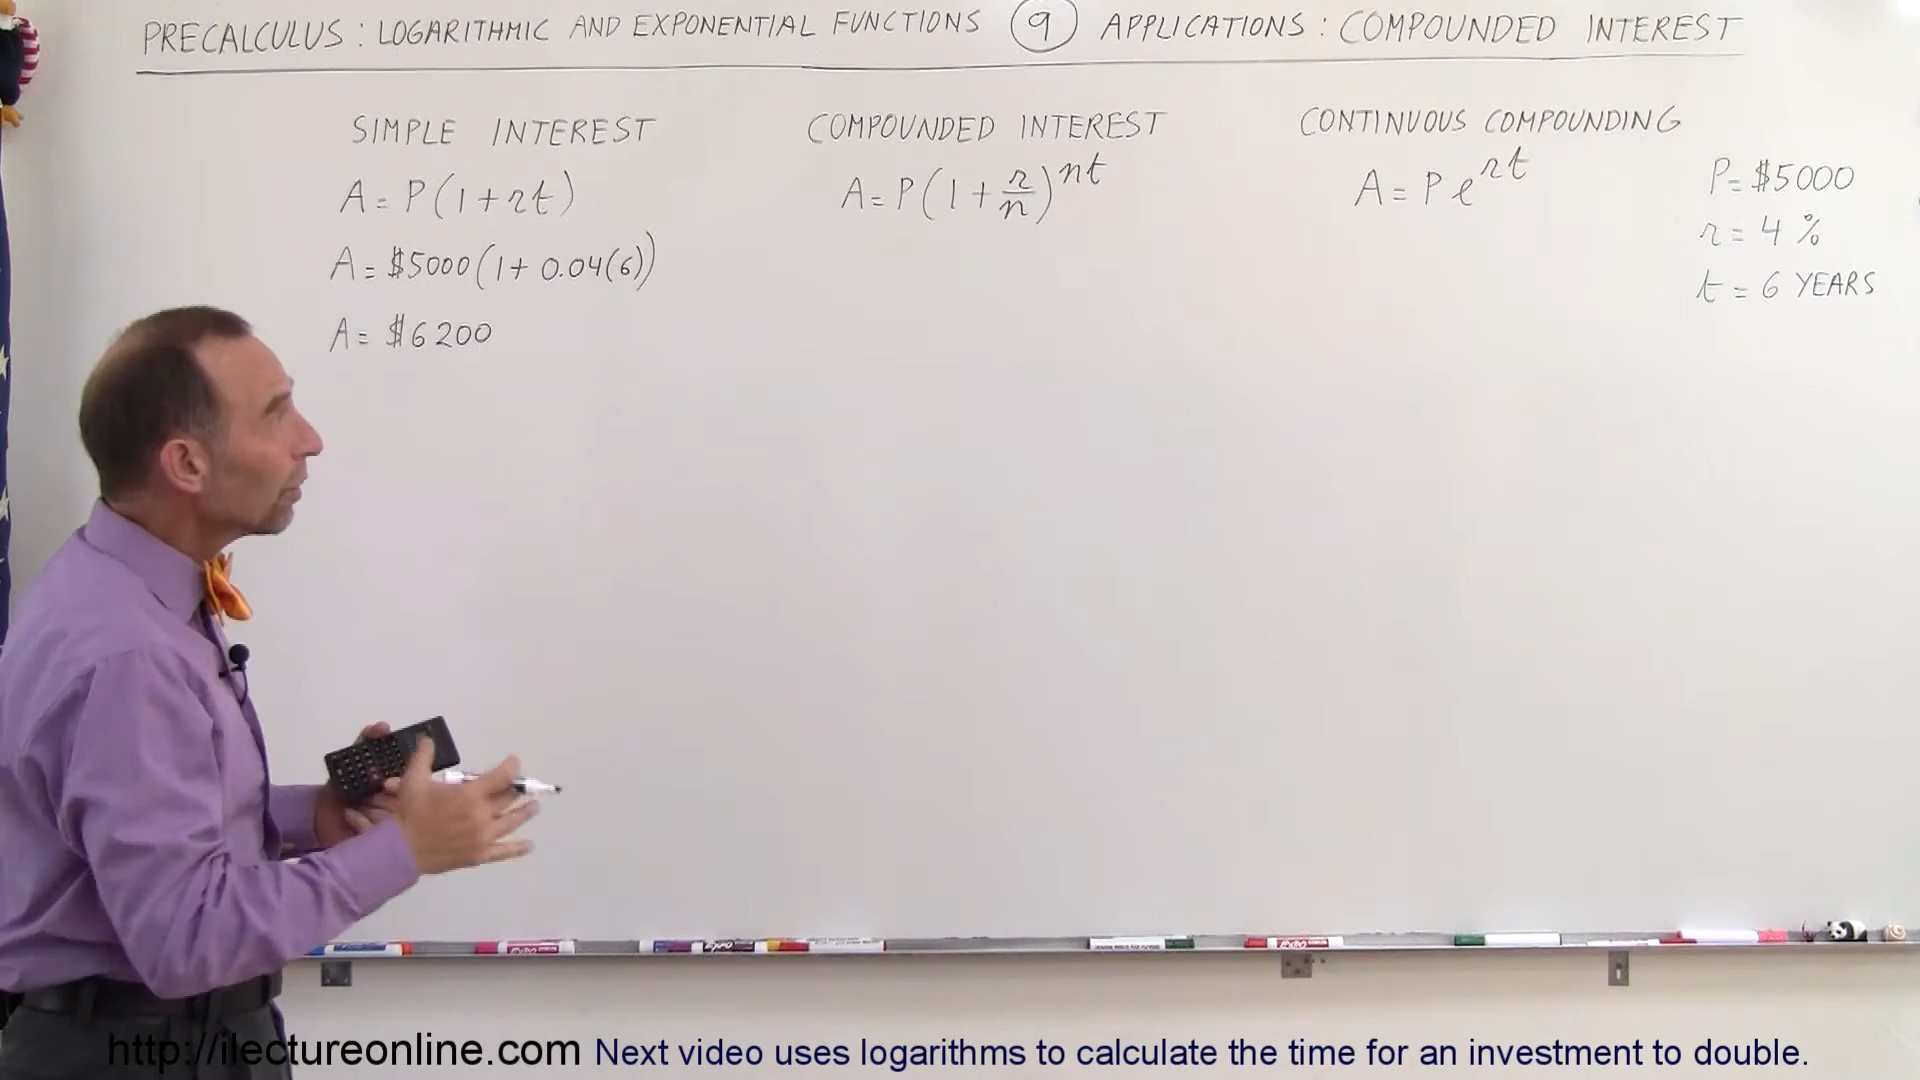 PRECALCULUS: LOGARITHMIC AND EXPONENTIAL FUNCTIONS 9 APPLICATIONS: COMPOUNDED INTEREST
SIMPLE INTEREST
A = P(1+rt)
A = $5000(1+ 0.04(6))
A = $6200
COMPOUNDED INTEREST
A = P(1 + r/n)^nt
CONTINUOUS COMPOUNDING
A = Pe^rt
P = $5000
r = 4 %
t = 6 YEARS
http://ilectureonline.com Next video uses logarithms to calculate the time for an investment to double.